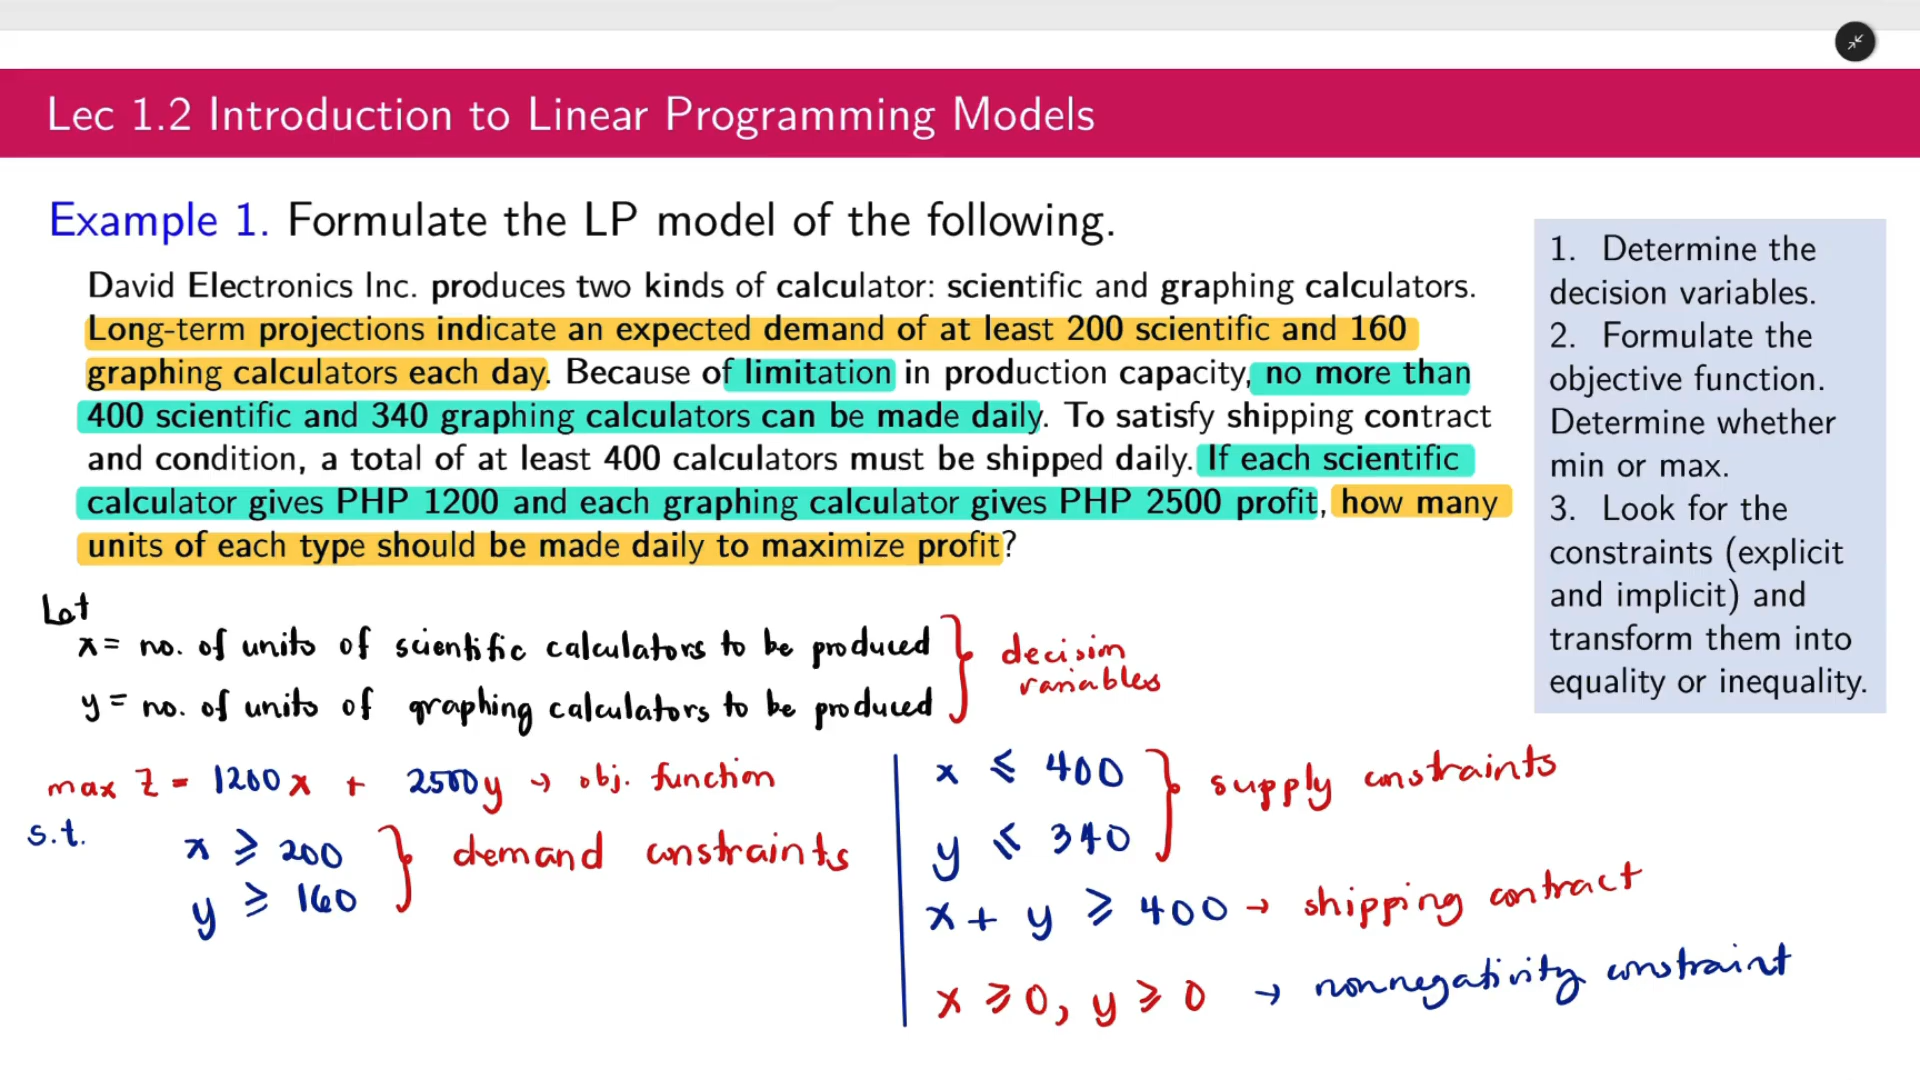 Lec 1.2 Introduction to Linear Programming Models
Example 1. Formulate the LP model of the following.
David Electronics Inc. produces two kinds of calculator: scientific and graphing calculators.
Long-term projections indicate an expected demand of at least 200 scientific and 160
graphing calculators each day. Because of limitation in production capacity, no more than
400 scientific and 340 graphing calculators can be made daily. To satisfy shipping contract
and condition, a total of at least 400 calculators must be shipped daily. If each scientific
calculator gives PHP 1200 and each graphing calculator gives PHP 2500 profit, how many
units of each type should be made daily to maximize profit?
1. Determine the
decision variables.
2. Formulate the
objective function.
Determine whether
min or max.
3. Look for the
constraints (explicit
and implicit) and
transform them into
equality or inequality.
Let
x = no. of units of scientific calculators to be produced
y = no. of units of graphing calculators to be produced
decision
variables
max Z = 1200x + 2500y → obj. function
s.t.
x ≥ 200
y ≥ 160
demand constraints
x ≤ 400
y ≤ 340
supply constraints
x + y ≥ 400 → shipping contract
x ≥ 0, y ≥ 0 → nonnegativity constraint